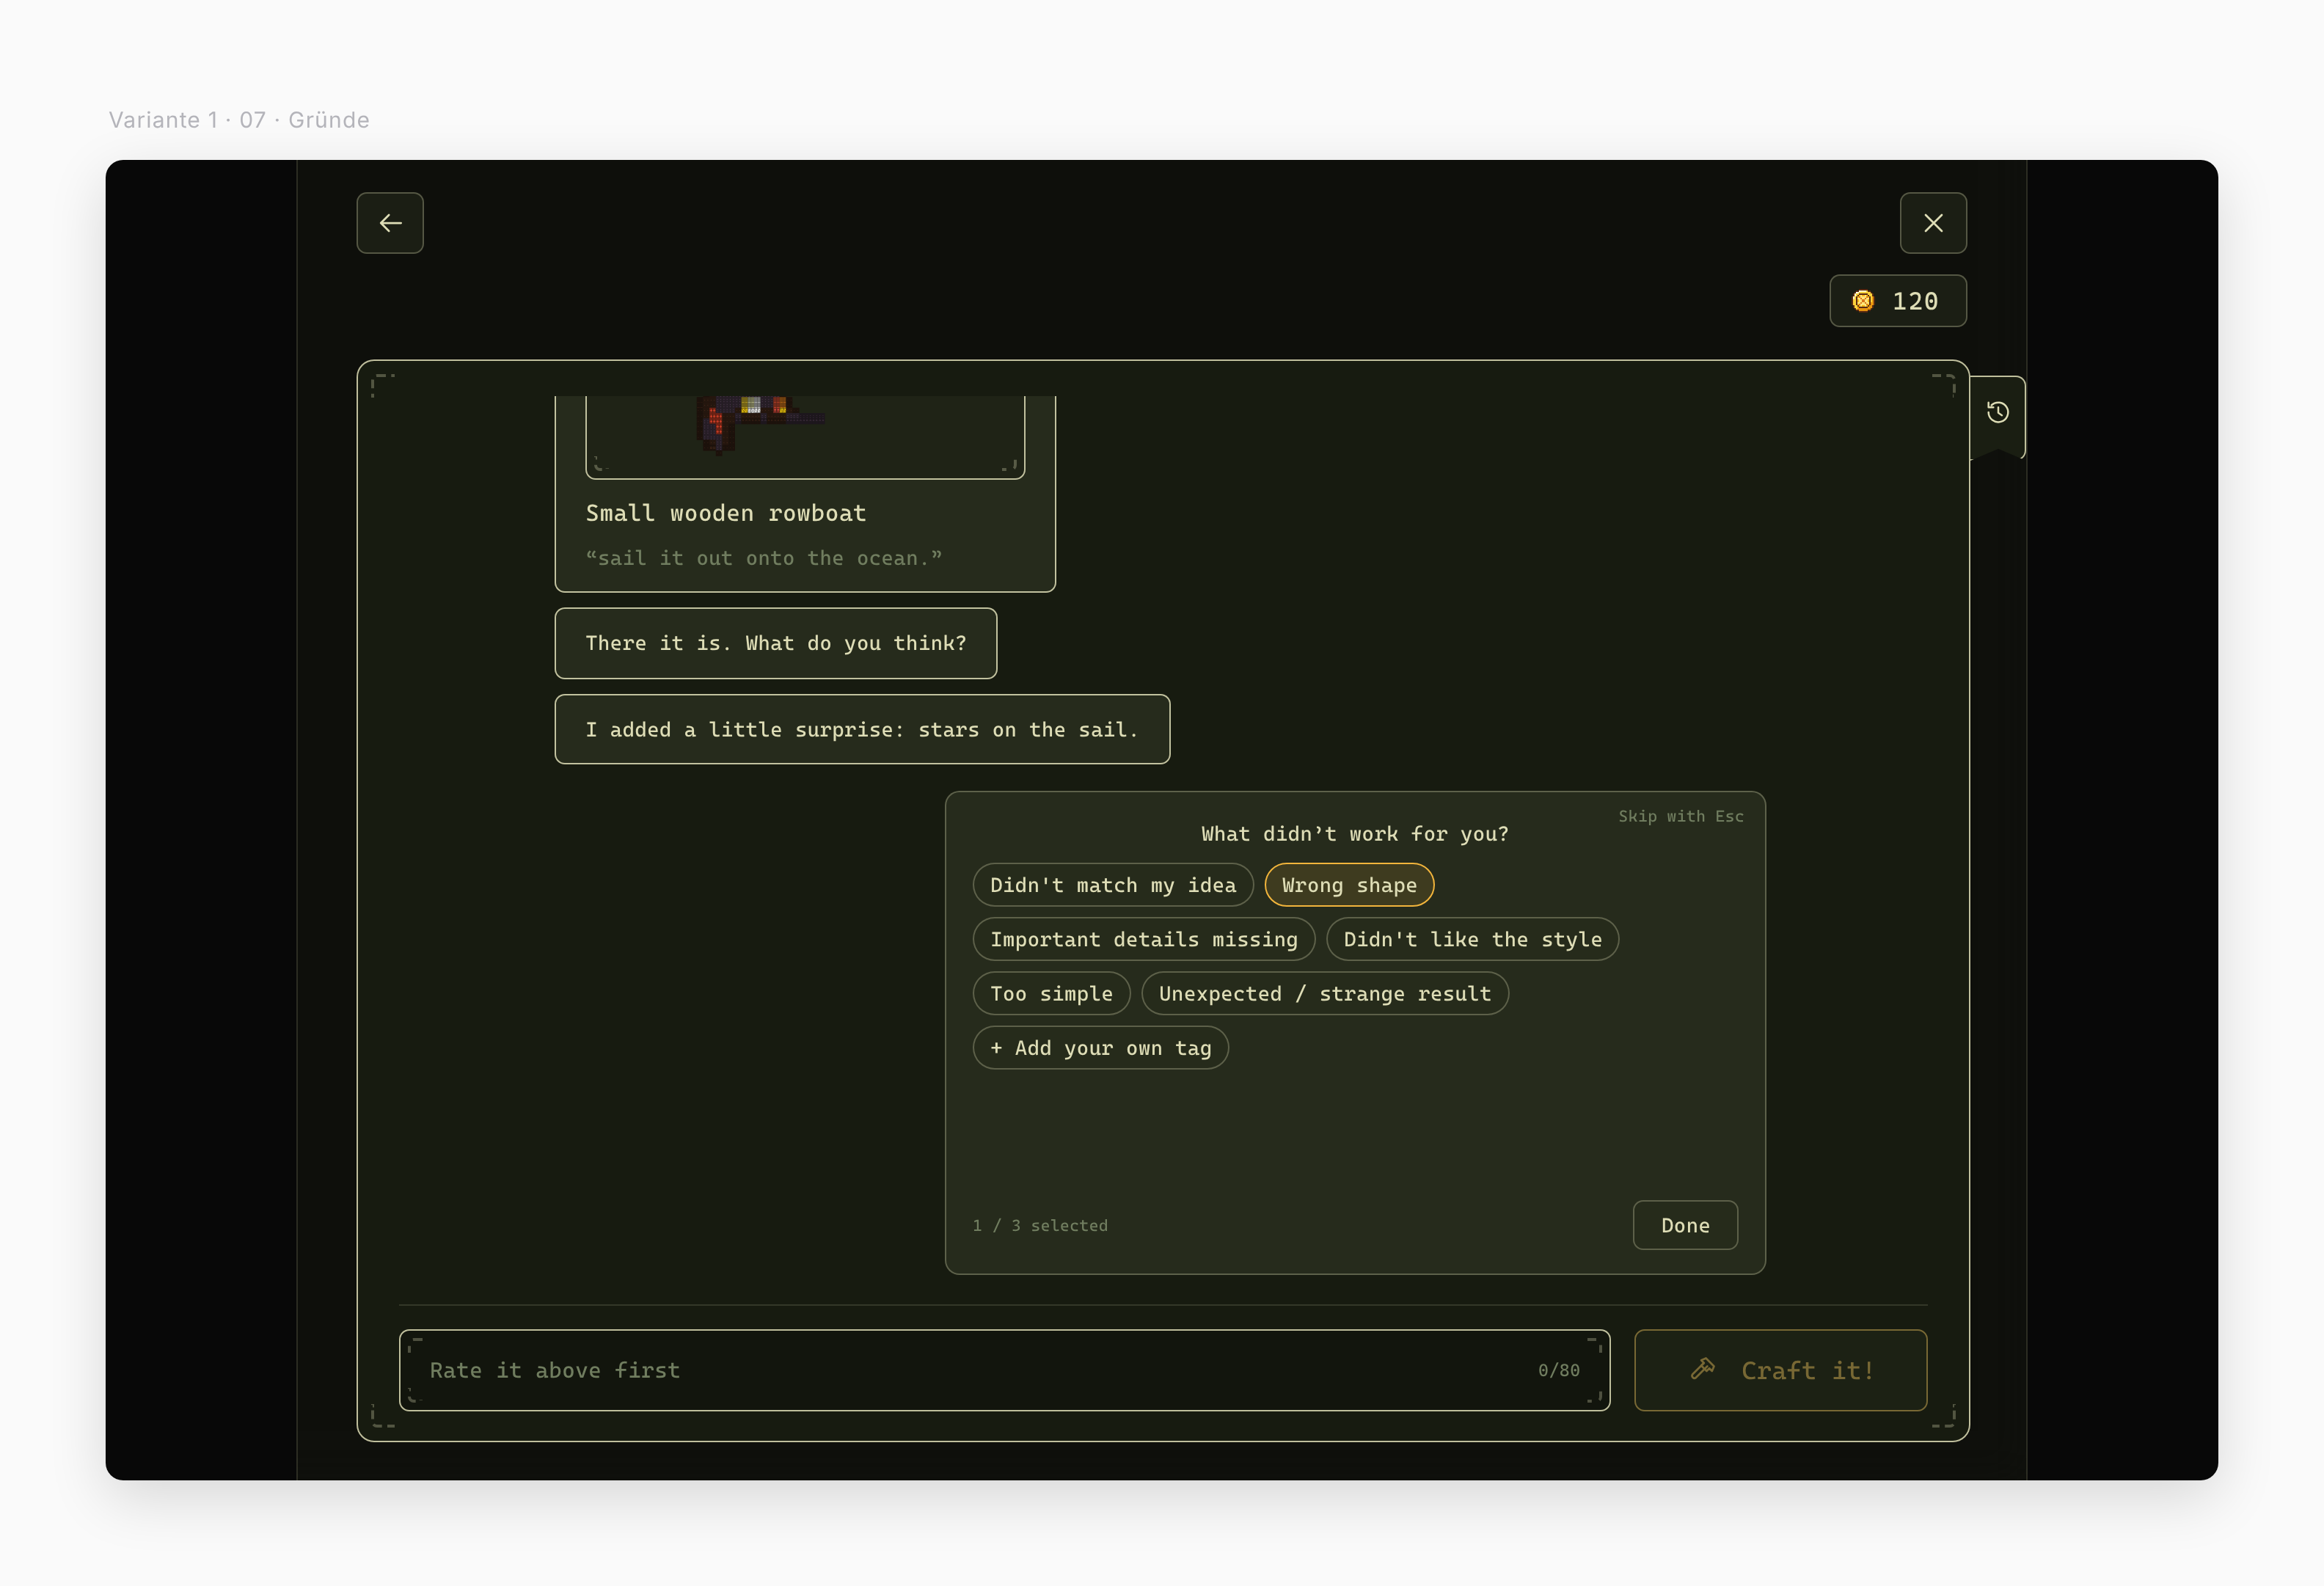 Variante 1 · 07 · Gründe
120
Small wooden rowboat
“sail it out onto the ocean.”
There it is. What do you think?
I added a little surprise: stars on the sail.
Skip with Esc
What didn’t work for you?
Didn't match my idea
Wrong shape
Important details missing
Didn't like the style
Too simple
Unexpected / strange result
+ Add your own tag
1 / 3 selected
Done
Rate it above first
0/80
Craft it!